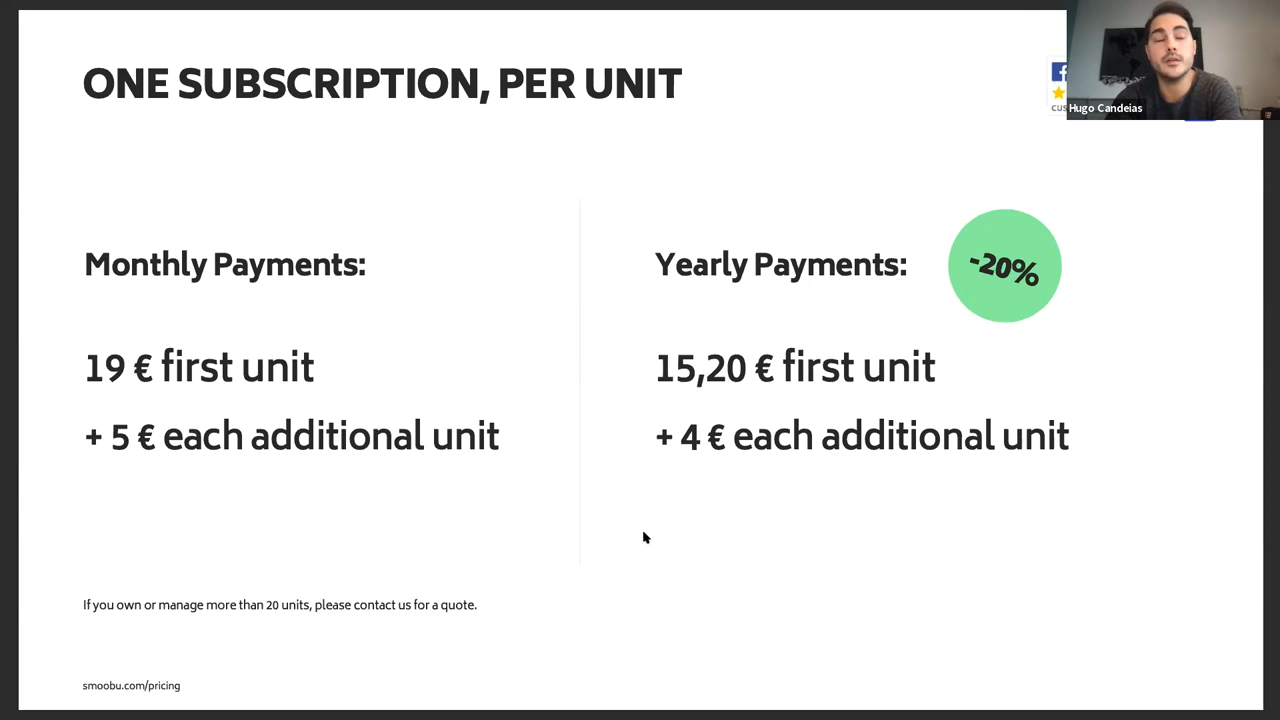 ONE SUBSCRIPTION, PER UNIT
CUS
Hugo Candeias
Monthly Payments:
19 € first unit
+ 5 € each additional unit
Yearly Payments:
-20%
15,20 € first unit
+ 4 € each additional unit
If you own or manage more than 20 units, please contact us for a quote.
smoobu.com/pricing